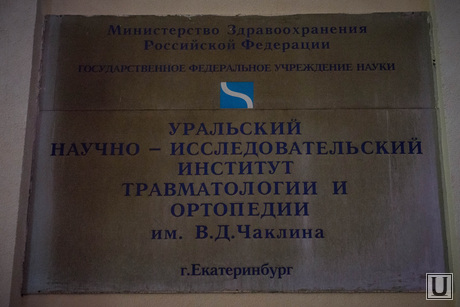 Министерство Здравоохранения
Российской Федерации
ГОСУДАРСТВЕННОЕ ФЕДЕРАЛЬНОЕ УЧРЕЖДЕНИЕ НАУКИ
УРАЛЬСКИЙ
НАУЧНО – ИССЛЕДОВАТЕЛЬСКИЙ
ИНСТИТУТ
ТРАВМАТОЛОГИИ И
ОРТОПЕДИИ
им. В.Д.Чаклина
г.Екатеринбург
U